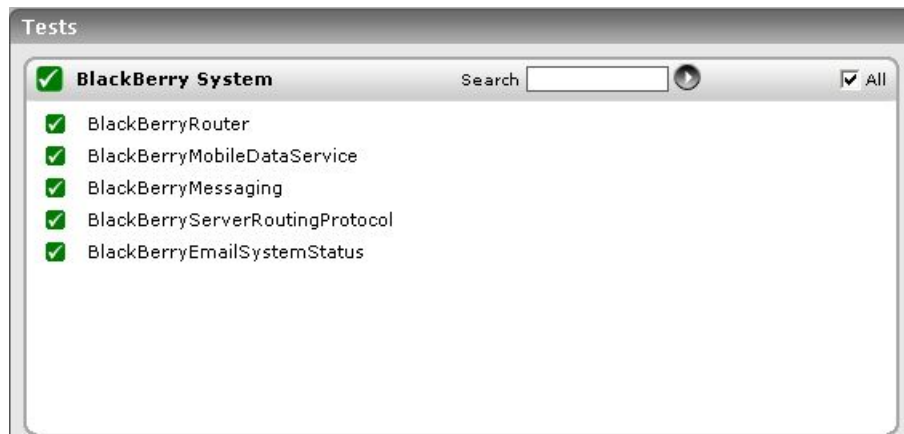 Tests
BlackBerry System Search All
BlackBerryRouter
BlackBerryMobileDataService
BlackBerryMessaging
BlackBerryServerRoutingProtocol
BlackBerryEmailSystemStatus